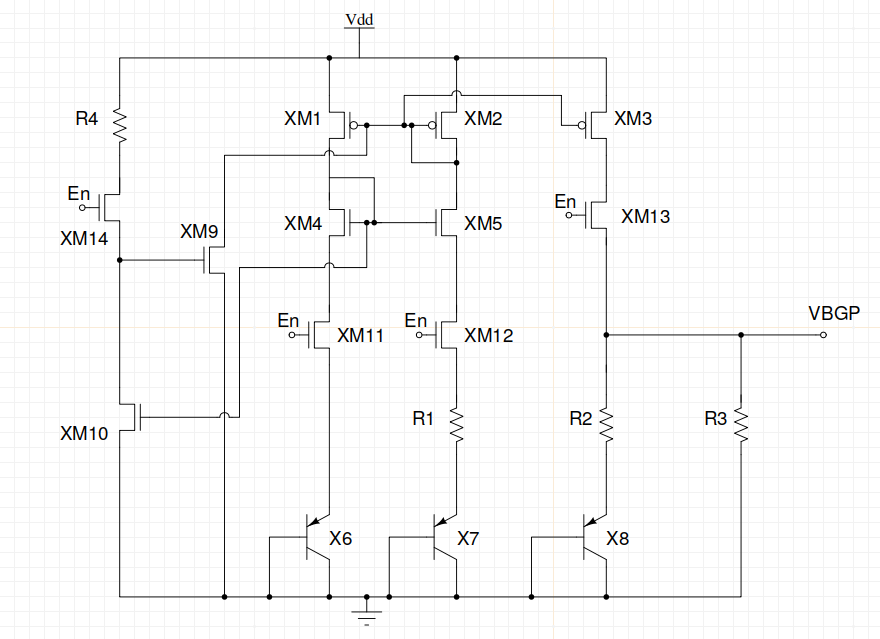 Vdd
R4
XM1
XM2
XM3
En
XM14
XM9
XM4
XM5
En
XM13
En
XM11
En
XM12
VBGP
XM10
R1
R2
R3
X6
X7
X8